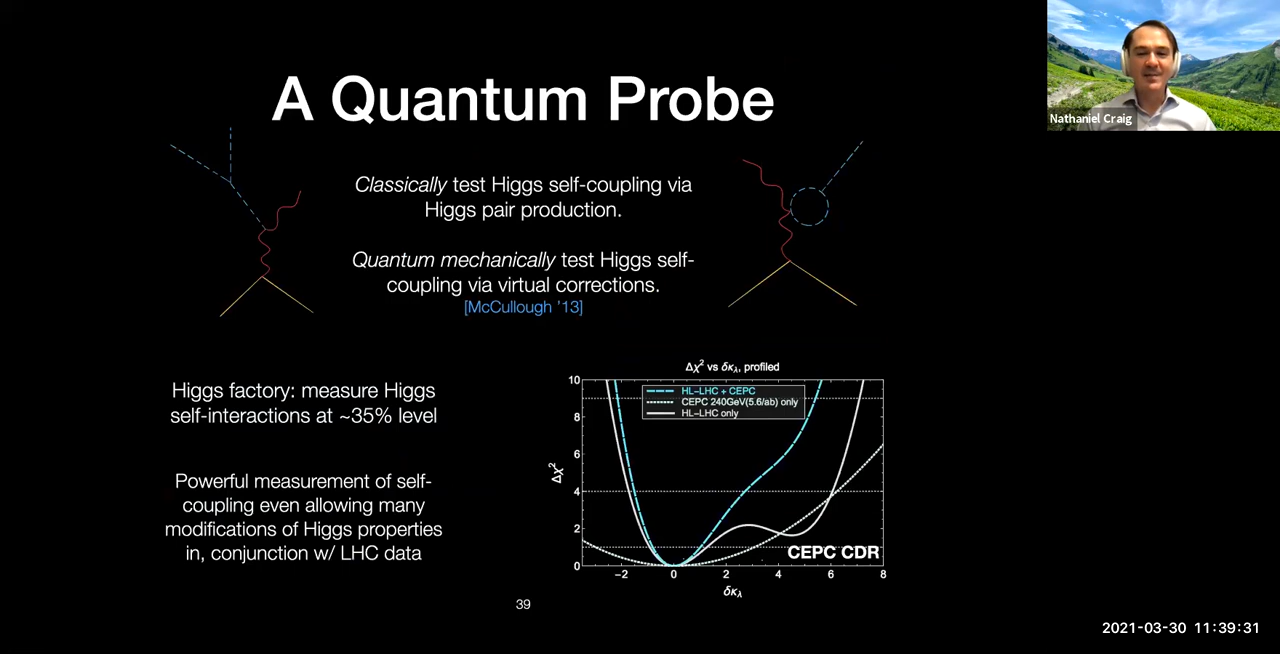 A Quantum Probe
Nathaniel Craig
Classically test Higgs self-coupling via
Higgs pair production.
Quantum mechanically test Higgs self-
coupling via virtual corrections.
[McCullough '13]
Higgs factory: measure Higgs
self-interactions at ~35% level
Powerful measurement of self-
coupling even allowing many
modifications of Higgs properties
in, conjunction w/ LHC data
Δχ² vs δκλ, profiled
HL-LHC + CEPC
CEPC 240GeV(5.6/ab) only
HL-LHC only
10
8
6
4
2
0
Δχ²
CEPC CDR
-2 0 2 4 6 8
δκλ
39
2021-03-30 11:39:31